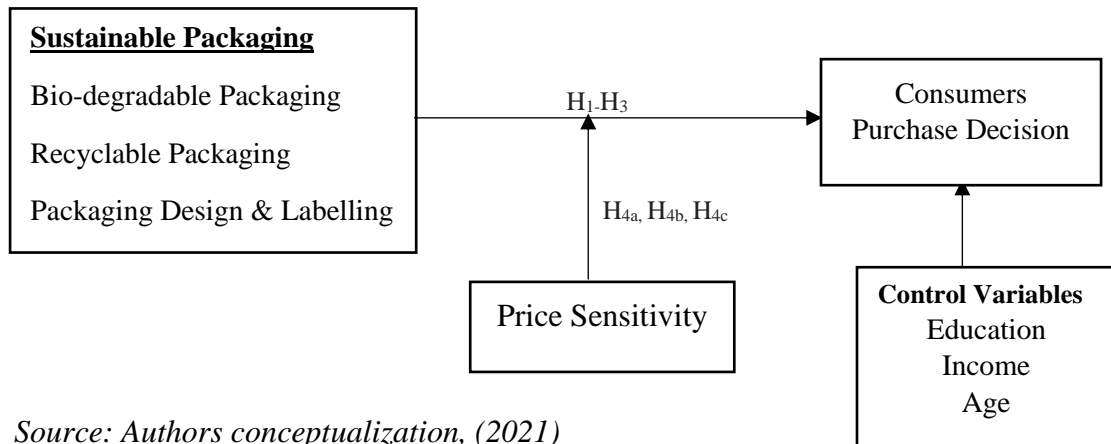 Sustainable Packaging
Bio-degradable Packaging
Recyclable Packaging
Packaging Design & Labelling
H1-H3
Consumers
Purchase Decision
H4a, H4b, H4c
Price Sensitivity
Control Variables
Education
Income
Age
Source: Authors conceptualization, (2021)